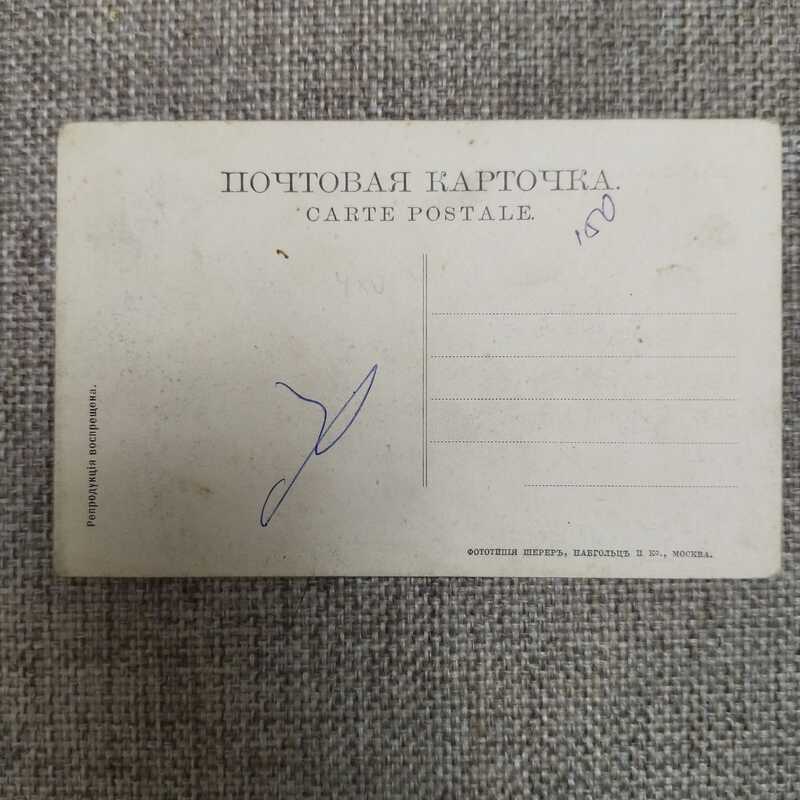 ПОЧТОВАЯ КАРТОЧКА.
CARTE POSTALE.
150
Репродукція воспрещена.
ФОТОТИПІЯ ШЕРЕРЪ, НАБГОЛЬЦЪ И Ко., МОСКВА.